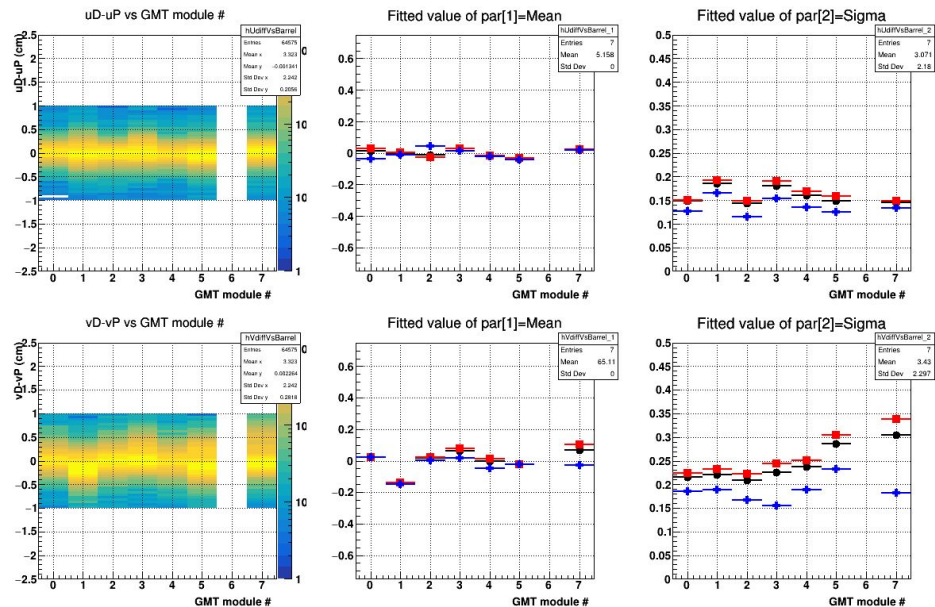 uD-uP vs GMT module #
hUdiffVsBarrel
Entries 64575
Mean x 3.323
Mean y -0.001341
Std Dev x 2.242
Std Dev y 0.2056
uD-uP (cm)
2.5
2
1.5
1
0.5
0
−0.5
−1
−1.5
−2
−2.5
0 1 2 3 4 5 6 7
GMT module #
10
10
1
Fitted value of par[1]=Mean
hUdiffVsBarrel_1
Entries 7
Mean 5.158
Std Dev 0
0.6
0.4
0.2
0
−0.2
−0.4
−0.6
0 1 2 3 4 5 6 7
GMT module #
Fitted value of par[2]=Sigma
hUdiffVsBarrel_2
Entries 7
Mean 3.071
Std Dev 2.18
0.5
0.45
0.4
0.35
0.3
0.25
0.2
0.15
0.1
0.05
0
0 1 2 3 4 5 6 7
GMT module #
vD-vP vs GMT module #
hVdiffVsBarrel
Entries 64575
Mean x 3.323
Mean y 0.002264
Std Dev x 2.242
Std Dev y 0.2818
vD-vP (cm)
2.5
2
1.5
1
0.5
0
−0.5
−1
−1.5
−2
−2.5
0 1 2 3 4 5 6 7
GMT module #
10
10
1
Fitted value of par[1]=Mean
hVdiffVsBarrel_1
Entries 7
Mean 65.11
Std Dev 0
0.6
0.4
0.2
0
−0.2
−0.4
−0.6
0 1 2 3 4 5 6 7
GMT module #
Fitted value of par[2]=Sigma
hVdiffVsBarrel_2
Entries 7
Mean 3.43
Std Dev 2.297
0.5
0.45
0.4
0.35
0.3
0.25
0.2
0.15
0.1
0.05
0
0 1 2 3 4 5 6 7
GMT module #